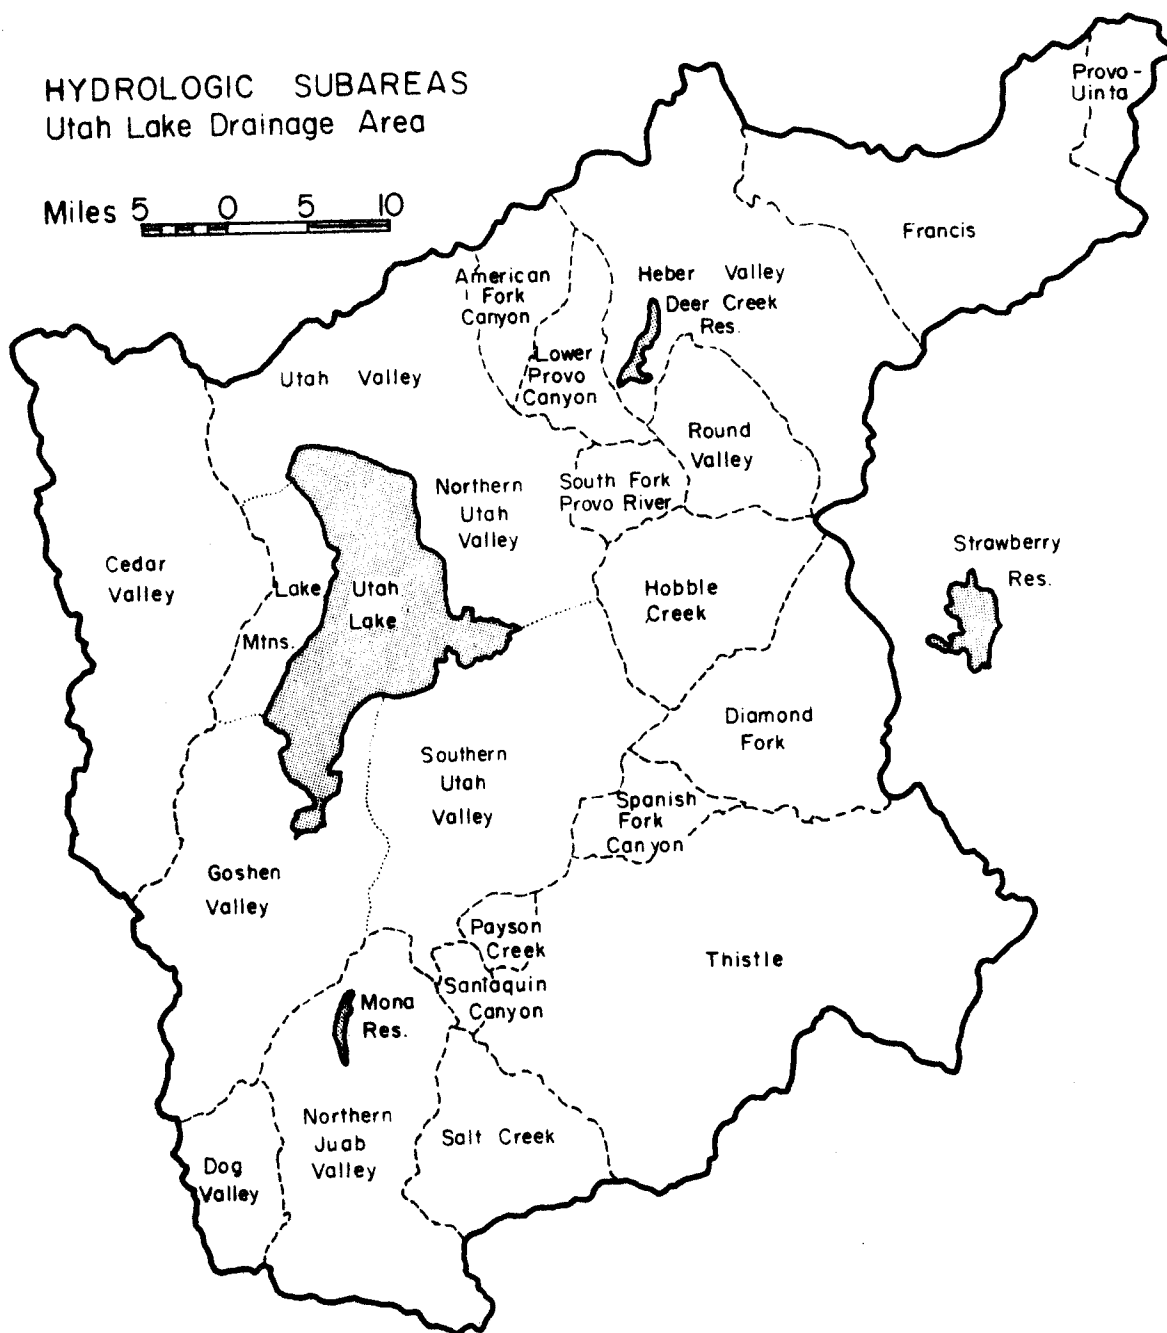 HYDROLOGIC SUBAREAS
Utah Lake Drainage Area
Miles 5 0 5 10
Provo-
Uinta
Francis
American
Fork
Canyon
Heber Valley
Deer Creek
Res.
Lower
Provo
Canyon
Utah Valley
Round
Valley
Northern
Utah
Valley
South Fork
Provo River
Strawberry
Res.
Cedar
Valley
Lake
Mtns.
Utah
Lake
Hobble
Creek
Diamond
Fork
Southern
Utah
Valley
Spanish
Fork
Canyon
Goshen
Valley
Payson
Creek
Santaquin
Canyon
Thistle
Mona
Res.
Northern
Juab
Valley
Salt Creek
Dog
Valley